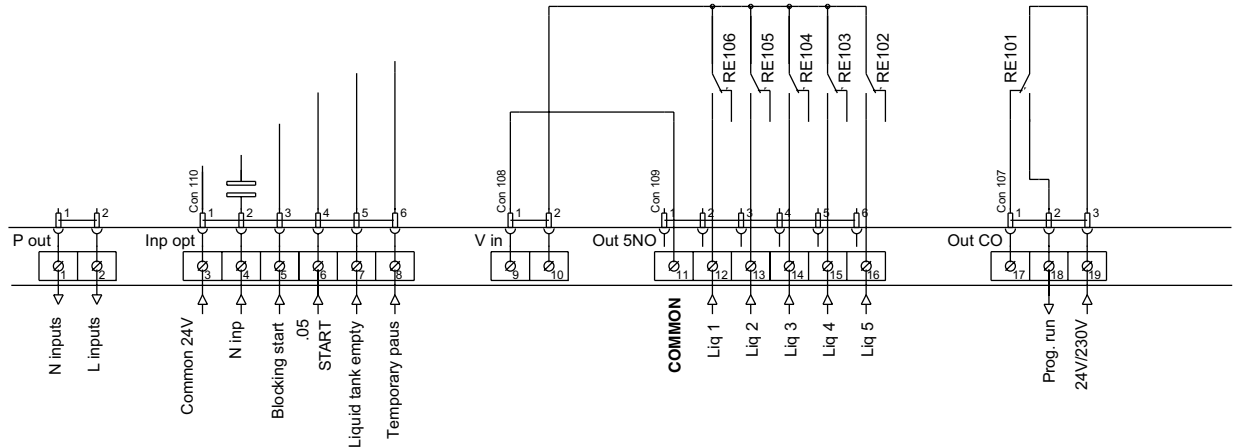 RE106
RE105
RE104
RE103
RE102
RE101
Con 110
Con 108
Con 109
Con 107
1 2
1 2 3 4 5 6
1 2
1 2 3 4 5 6
1 2 3
P out
Inp opt
V in
Out 5NO
Out CO
1 2
3 4 5 6 7 8
9 10
11 12 13 14 15 16
17 18 19
N inputs
L inputs
Common 24V
N inp
Blocking start
.05
START
Liquid tank empty
Temporary paus
COMMON
Liq 1
Liq 2
Liq 3
Liq 4
Liq 5
Prog. run
24V/230V